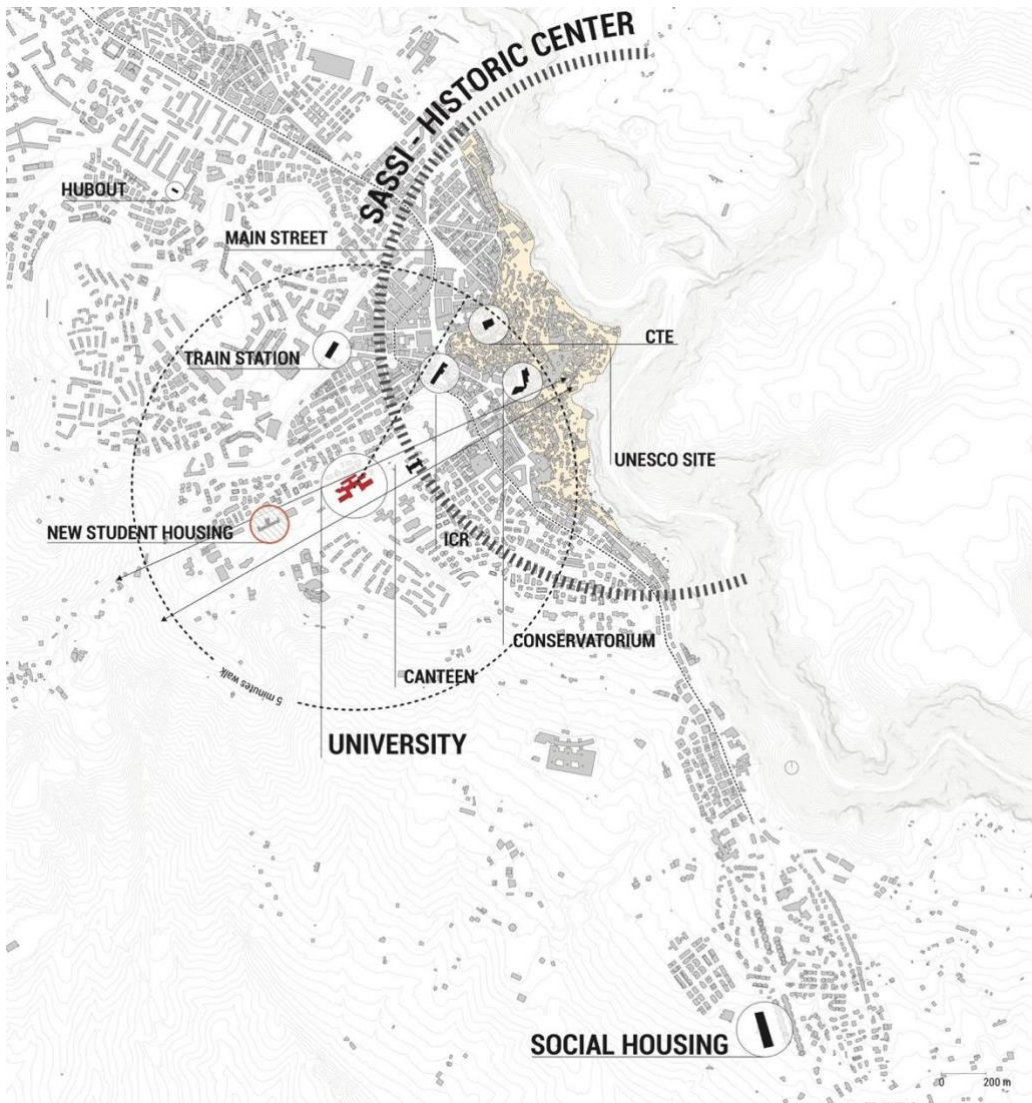 SASSI - HISTORIC CENTER
HUBOUT
MAIN STREET
CTE
TRAIN STATION
UNESCO SITE
NEW STUDENT HOUSING
ICR
CONSERVATORIUM
CANTEEN
5 minutes walk
UNIVERSITY
SOCIAL HOUSING
0 200 m